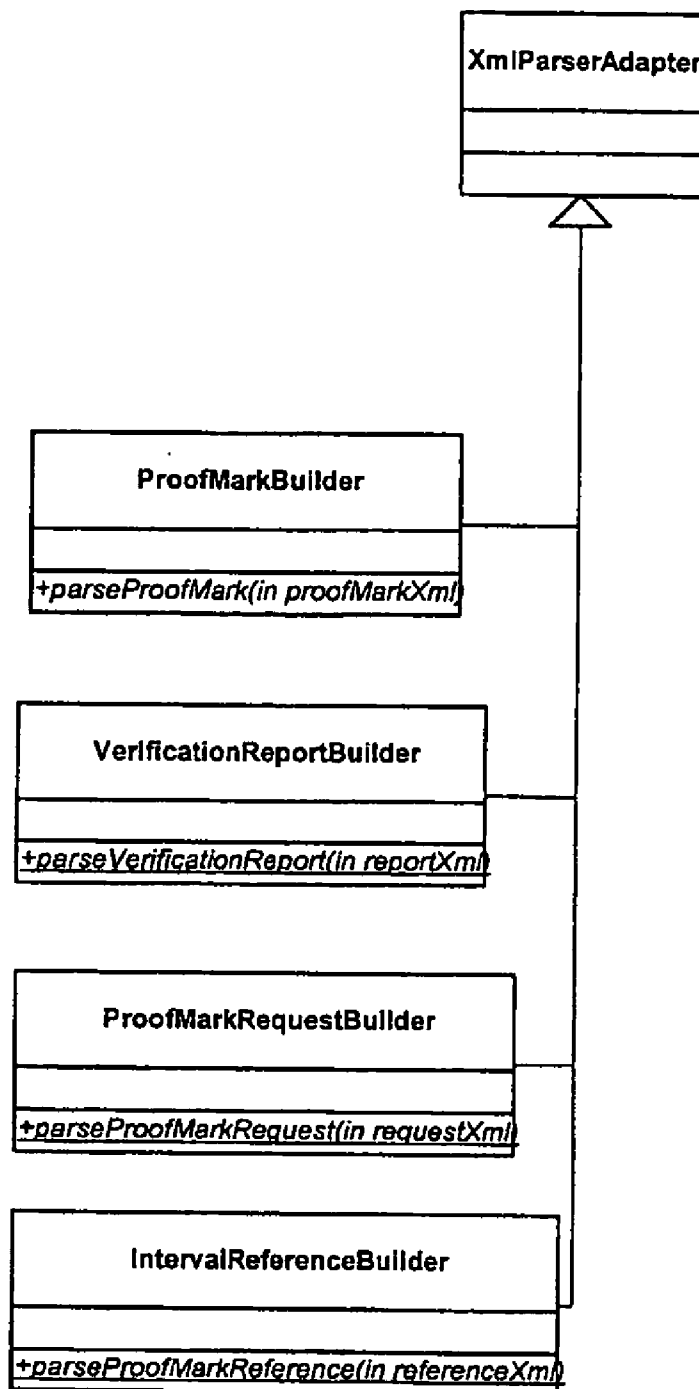 XmlParserAdapter
ProofMarkBuilder
+parseProofMark(in proofMarkXml)
VerificationReportBuilder
+parseVerificationReport(in reportXml)
ProofMarkRequestBuilder
+parseProofMarkRequest(in requestXml)
IntervalReferenceBuilder
+parseProofMarkReference(in referenceXml)